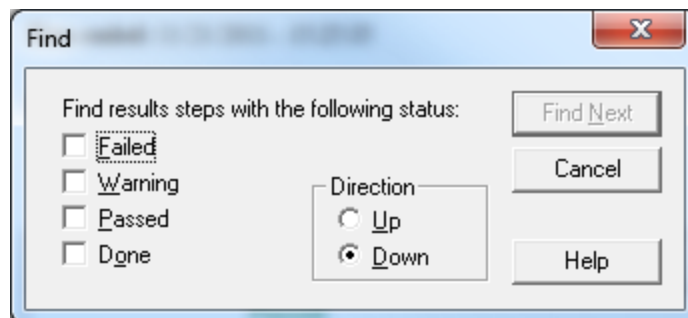 Find
Find results steps with the following status:
Failed
Warning
Passed
Done
Direction
Up
Down
Find Next
Cancel
Help